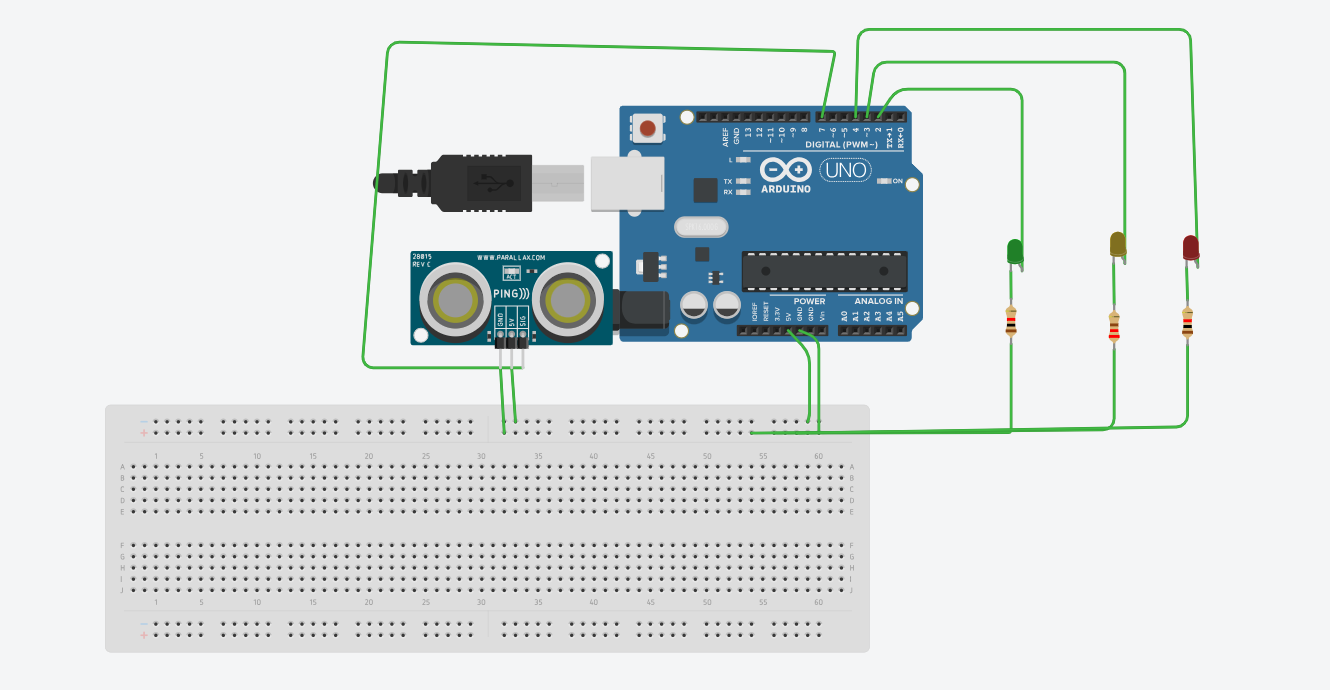 AREF
GND
13
12
~11
~10
~9
8
7
~6
~5
4
~3
2
TX→1
RX←0
DIGITAL (PWM~)
L
TX
RX
ARDUINO
UNO
ON
28015
REV C
WWW.PARALLAX.COM
ACT
PING)))
GND
5V
SIG
POWER
ANALOG IN
IOREF
RESET
3.3V
5V
GND
GND
Vin
A0
A1
A2
A3
A4
A5
−
+
1 5 10 15 20 25 30 35 40 45 50 55 60
A A
B B
C C
D D
E E
F F
G G
H H
I I
J J
1 5 10 15 20 25 30 35 40 45 50 55 60
−
+